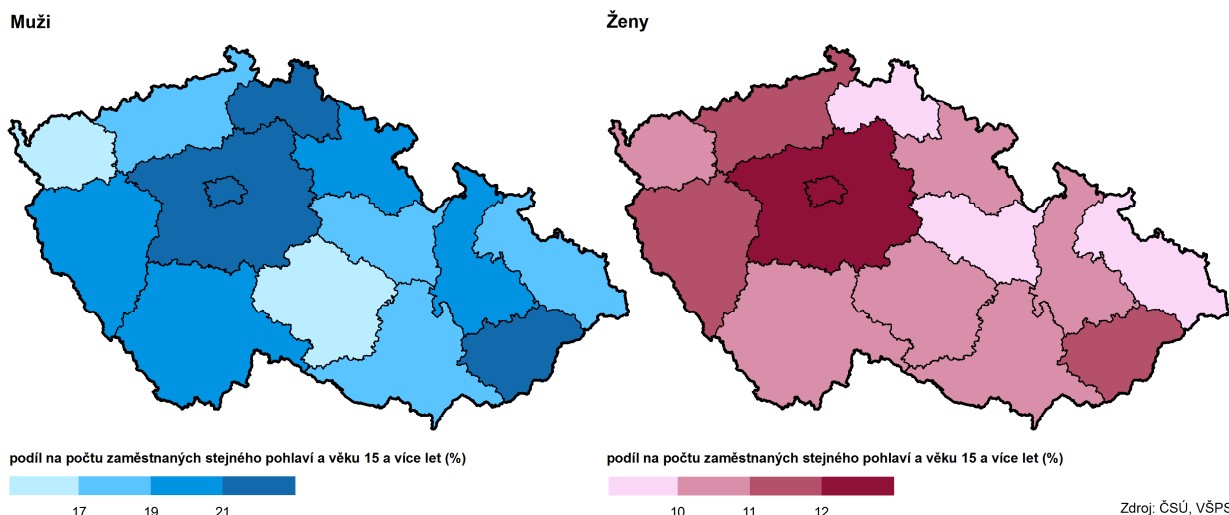 Muži
Ženy
podíl na počtu zaměstnaných stejného pohlaví a věku 15 a více let (%)
17 19 21
podíl na počtu zaměstnaných stejného pohlaví a věku 15 a více let (%)
10 11 12
Zdroj: ČSÚ, VŠPS